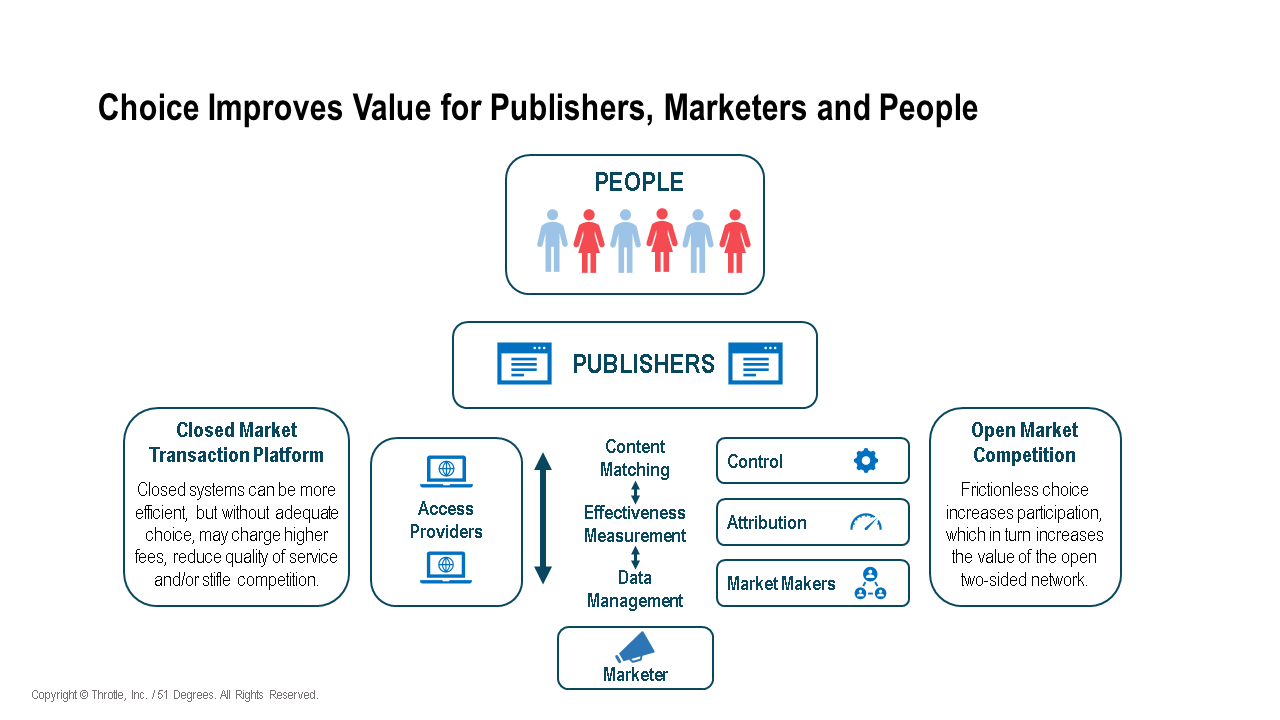 Choice Improves Value for Publishers, Marketers and People
PEOPLE
PUBLISHERS
Closed Market
Transaction Platform
Closed systems can be more
efficient, but without adequate
choice, may charge higher
fees, reduce quality of service
and/or stifle competition.
Access
Providers
Content
Matching
Effectiveness
Measurement
Data
Management
Control
Attribution
Market Makers
Open Market
Competition
Frictionless choice
increases participation,
which in turn increases
the value of the open
two-sided network.
Marketer
Copyright © Throtle, Inc. / 51 Degrees. All Rights Reserved.